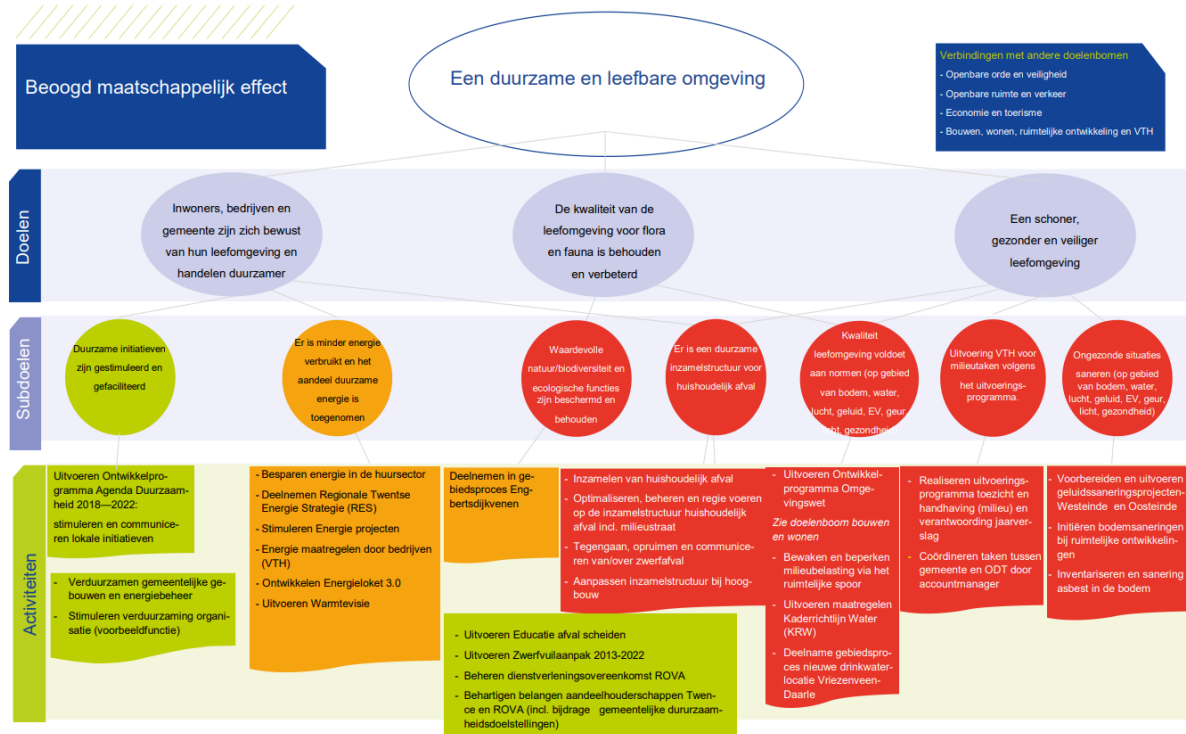 Beoogd maatschappelijk effect
Een duurzame en leefbare omgeving
Verbindingen met andere doelenbomen
- Openbare orde en veiligheid
- Openbare ruimte en verkeer
- Economie en toerisme
- Bouwen, wonen, ruimtelijke ontwikkeling en VTH
Doelen
Inwoners, bedrijven en
gemeente zijn zich bewust
van hun leefomgeving en
handelen duurzamer
De kwaliteit van de
leefomgeving voor flora
en fauna is behouden
en verbeterd
Een schoner,
gezonder en veiliger
leefomgeving
Subdoelen
Duurzame initiatieven
zijn gestimuleerd en
gefaciliteerd
Er is minder energie
verbruikt en het
aandeel duurzame
energie is
toegenomen
Waardevolle
natuur/biodiversiteit en
ecologische functies
zijn beschermd en
behouden
Er is een duurzame
inzamelstructuur voor
huishoudelijk afval
Kwaliteit
leefomgeving voldoet
aan normen (op gebied
van bodem, water,
lucht, geluid, EV, geur,
licht, gezondheid)
Uitvoering VTH voor
milieutaken volgens
het uitvoerings-
programma.
Ongezonde situaties
saneren (op gebied
van bodem, water,
lucht, geluid, EV, geur,
licht, gezondheid)
Activiteiten
Uitvoeren Ontwikkelpro-
gramma Agenda Duurzaam-
heid 2018—2022:
stimuleren en communice-
ren lokale initiatieven
- Verduurzamen gemeentelijke ge-
bouwen en energiebeheer
- Stimuleren verduurzaming organi-
satie (voorbeeldfunctie)
- Besparen energie in de huursector
- Deelnemen Regionale Twentse
Energie Strategie (RES)
- Stimuleren Energie projecten
- Energie maatregelen door bedrijven
(VTH)
- Ontwikkelen Energieloket 3.0
- Uitvoeren Warmtevisie
Deelnemen in ge-
biedsproces Eng-
bertsdijkvenen
- Inzamelen van huishoudelijk afval
- Optimaliseren, beheren en regie voeren
op de inzamelstructuur huishoudelijk
afval incl. milieustraat
- Tegengaan, opruimen en communice-
ren van/over zwerfafval
- Aanpassen inzamelstructuur bij hoog-
bouw
- Uitvoeren Educatie afval scheiden
- Uitvoeren Zwerfvuilaanpak 2013-2022
- Beheren dienstverleningsovereenkomst ROVA
- Behartigen belangen aandeelhouderschappen Twen-
ce en ROVA (incl. bijdrage gemeentelijke dururzaam-
heidsdoelstellingen)
- Uitvoeren Ontwikkel-
programma Omge-
vingswet
Zie doelenboom bouwen
en wonen
- Bewaken en beperken
milieubelasting via het
ruimtelijke spoor
- Uitvoeren maatregelen
Kaderrichtlijn Water
(KRW)
- Deelname gebiedspro-
ces nieuwe drinkwater-
locatie Vriezenveen-
Daarle
- Realiseren uitvoerings-
programma toezicht en
handhaving (milieu) en
verantwoording jaarver-
slag
- Coördineren taken tussen
gemeente en ODT door
accountmanager
- Voorbereiden en uitvoeren
geluidssaneringsprojecten-
Westeinde en Oosteinde
- Initiëren bodemsaneringen
bij ruimtelijke ontwikkelin-
gen
- Inventariseren en sanering
asbest in de bodem